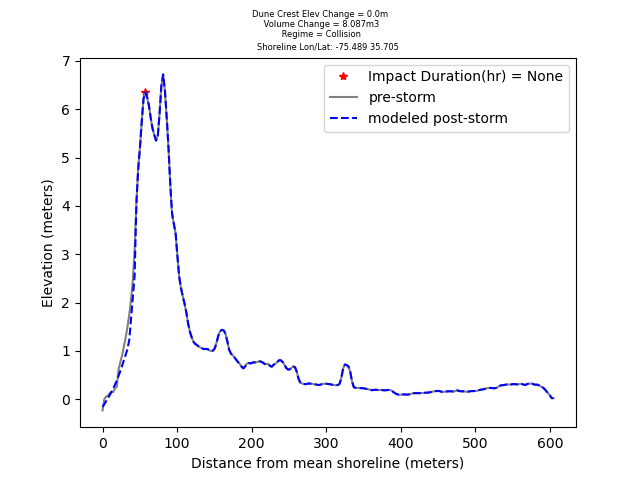 Dune Crest Elev Change = 0.0m
Volume Change = 8.087m3
Regime = Collision
Shoreline Lon/Lat: -75.489 35.705
Impact Duration(hr) = None
pre-storm
modeled post-storm
Elevation (meters)
7
6
5
4
3
2
1
0
0 100 200 300 400 500 600
Distance from mean shoreline (meters)